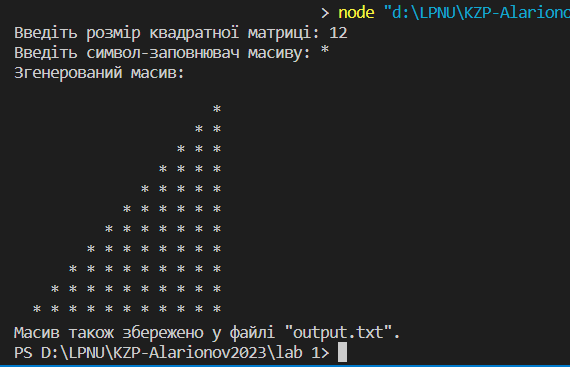 > node "d:\LPNU\KZP-Alariono
Введіть розмір квадратної матриці: 12
Введіть символ-заповнювач масиву: *
Згенерований масив:
*
* *
* * *
* * * *
* * * * *
* * * * * *
* * * * * * *
* * * * * * * *
* * * * * * * * *
* * * * * * * * * *
* * * * * * * * * * *
Масив також збережено у файлі "output.txt".
PS D:\LPNU\KZP-Alarionov2023\lab 1>